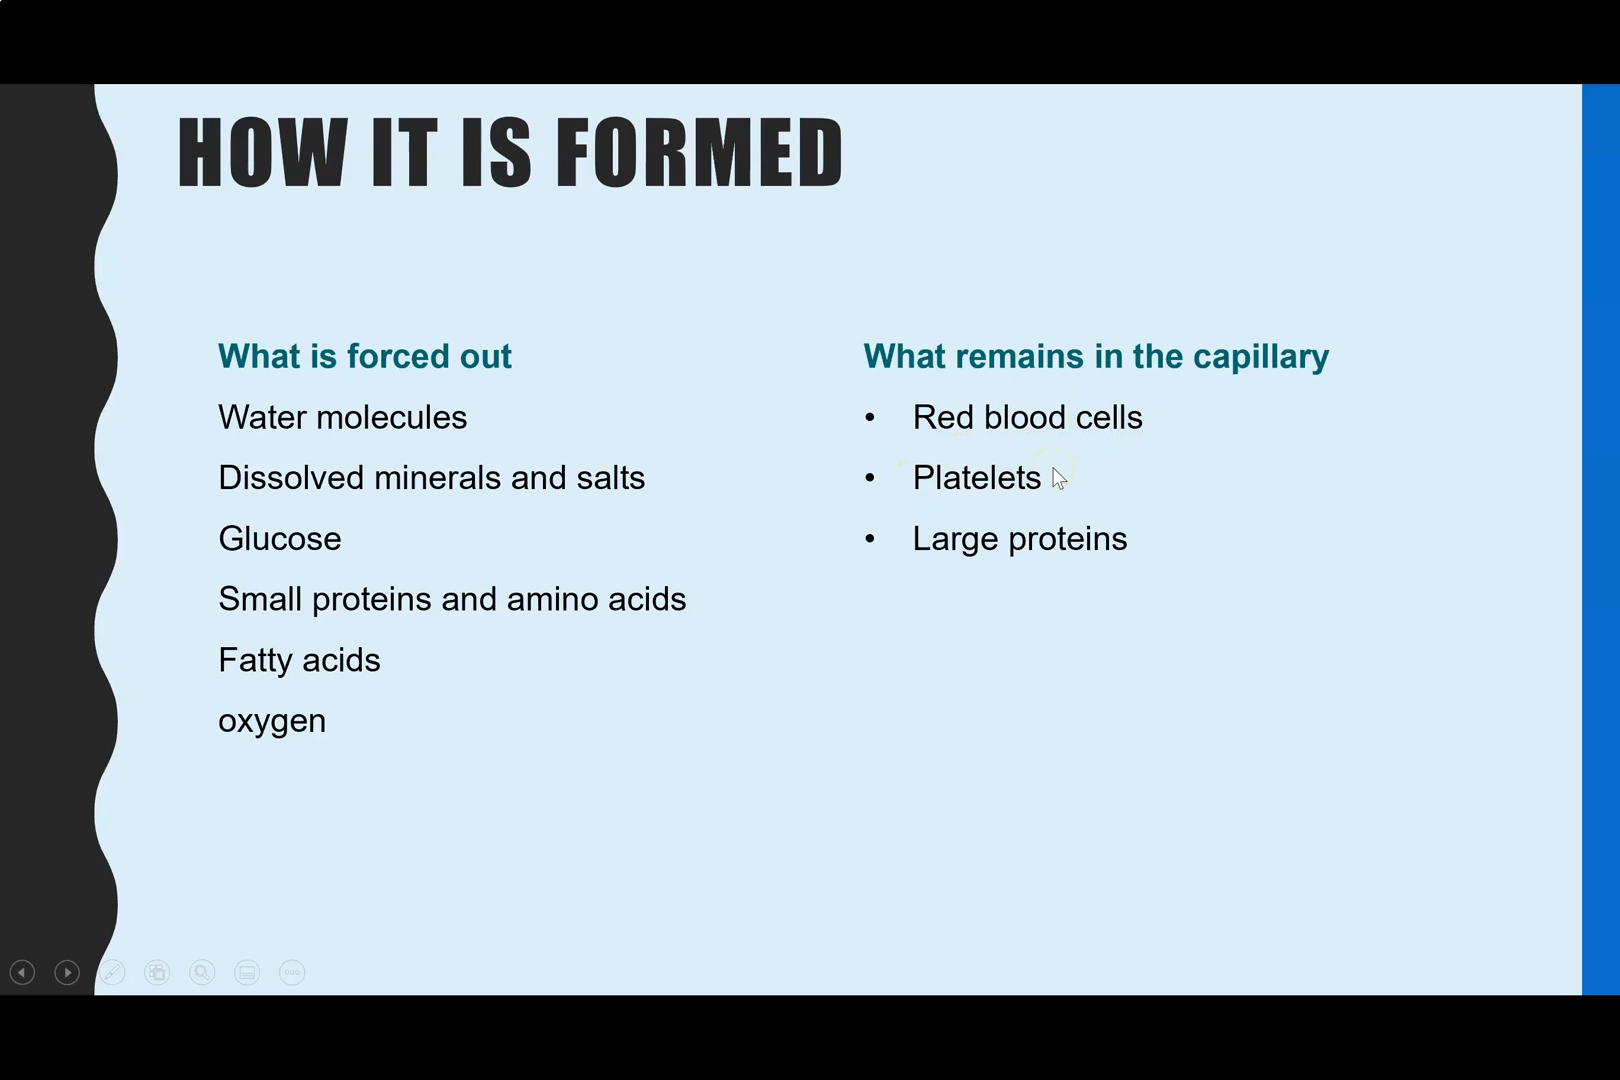 HOW IT IS FORMED
What is forced out
Water molecules
Dissolved minerals and salts
Glucose
Small proteins and amino acids
Fatty acids
oxygen
What remains in the capillary
• Red blood cells
• Platelets
• Large proteins